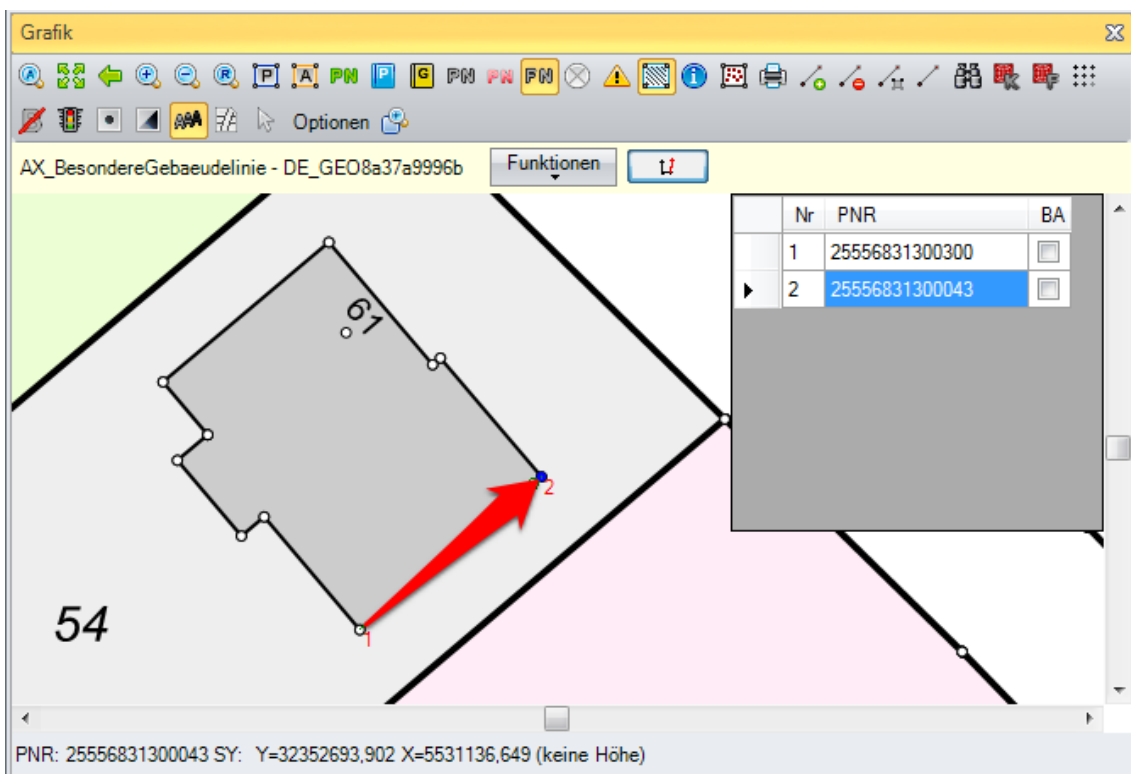 Grafik
A R P A PN P G PN PN PN
AAA Optionen
AX_BesondereGebaeudelinie - DE_GEO8a37a9996b Funktionen
Nr PNR BA
1 25556831300300
2 25556831300043
61
2
54
1
PNR: 25556831300043 SY: Y=32352693,902 X=5531136,649 (keine Höhe)